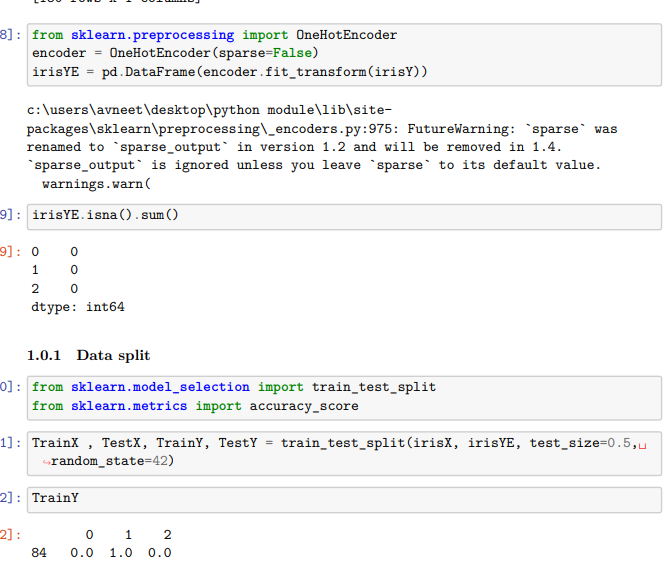 8]: from sklearn.preprocessing import OneHotEncoder
encoder = OneHotEncoder(sparse=False)
irisYE = pd.DataFrame(encoder.fit_transform(irisY))
c:\users\avneet\desktop\python module\lib\site-
packages\sklearn\preprocessing\_encoders.py:975: FutureWarning: `sparse` was
renamed to `sparse_output` in version 1.2 and will be removed in 1.4.
`sparse_output` is ignored unless you leave `sparse` to its default value.
warnings.warn(
9]: irisYE.isna().sum()
9]: 0 0
1 0
2 0
dtype: int64
1.0.1 Data split
0]: from sklearn.model_selection import train_test_split
from sklearn.metrics import accuracy_score
1]: TrainX , TestX, TrainY, TestY = train_test_split(irisX, irisYE, test_size=0.5,␣
↪random_state=42)
2]: TrainY
2]: 0 1 2
84 0.0 1.0 0.0